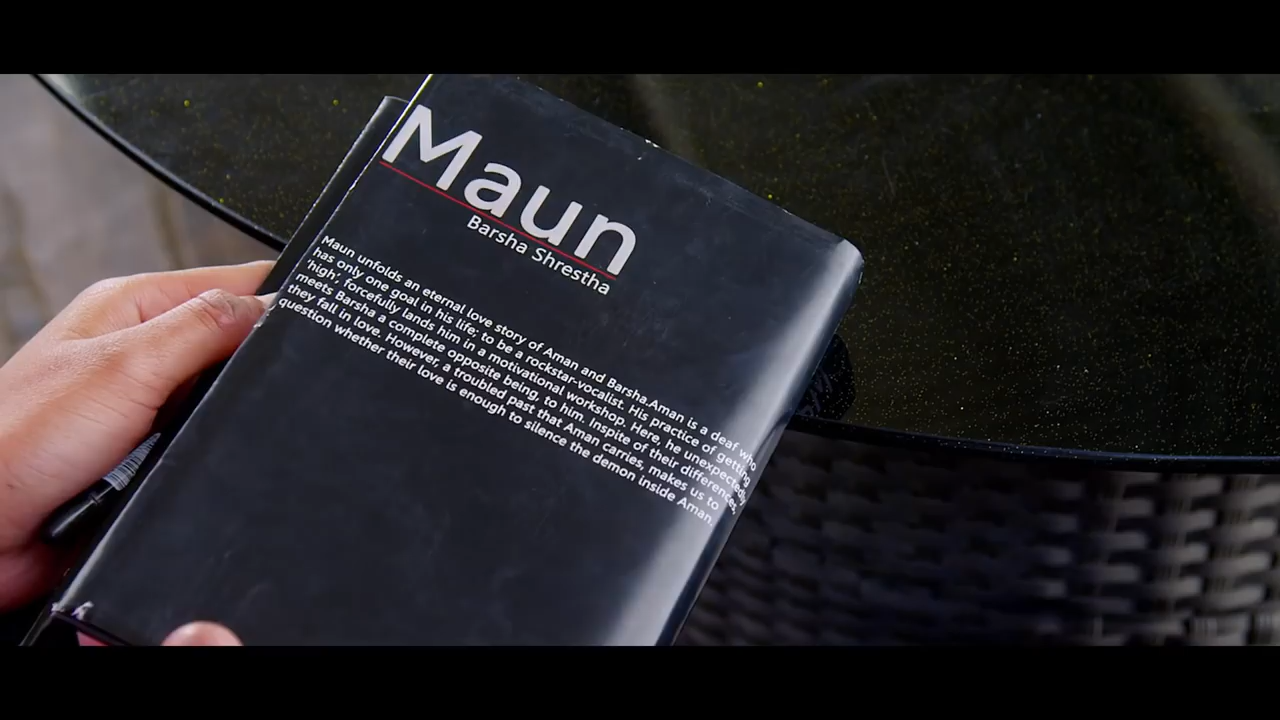 Maun
Barsha Shrestha
Maun unfolds an eternal love story of Aman and Barsha.Aman is a deaf who
has only one goal in his life; to be a rockstar-vocalist. His practice of getting
'high', forcefully lands him in a motivational workshop. Here, he unexpectedly
meets Barsha a complete opposite being, to him. Inspite of their differences,
they fall in love. However, a troubled past that Aman carries, makes us to
question whether their love is enough to silence the demon inside Aman.